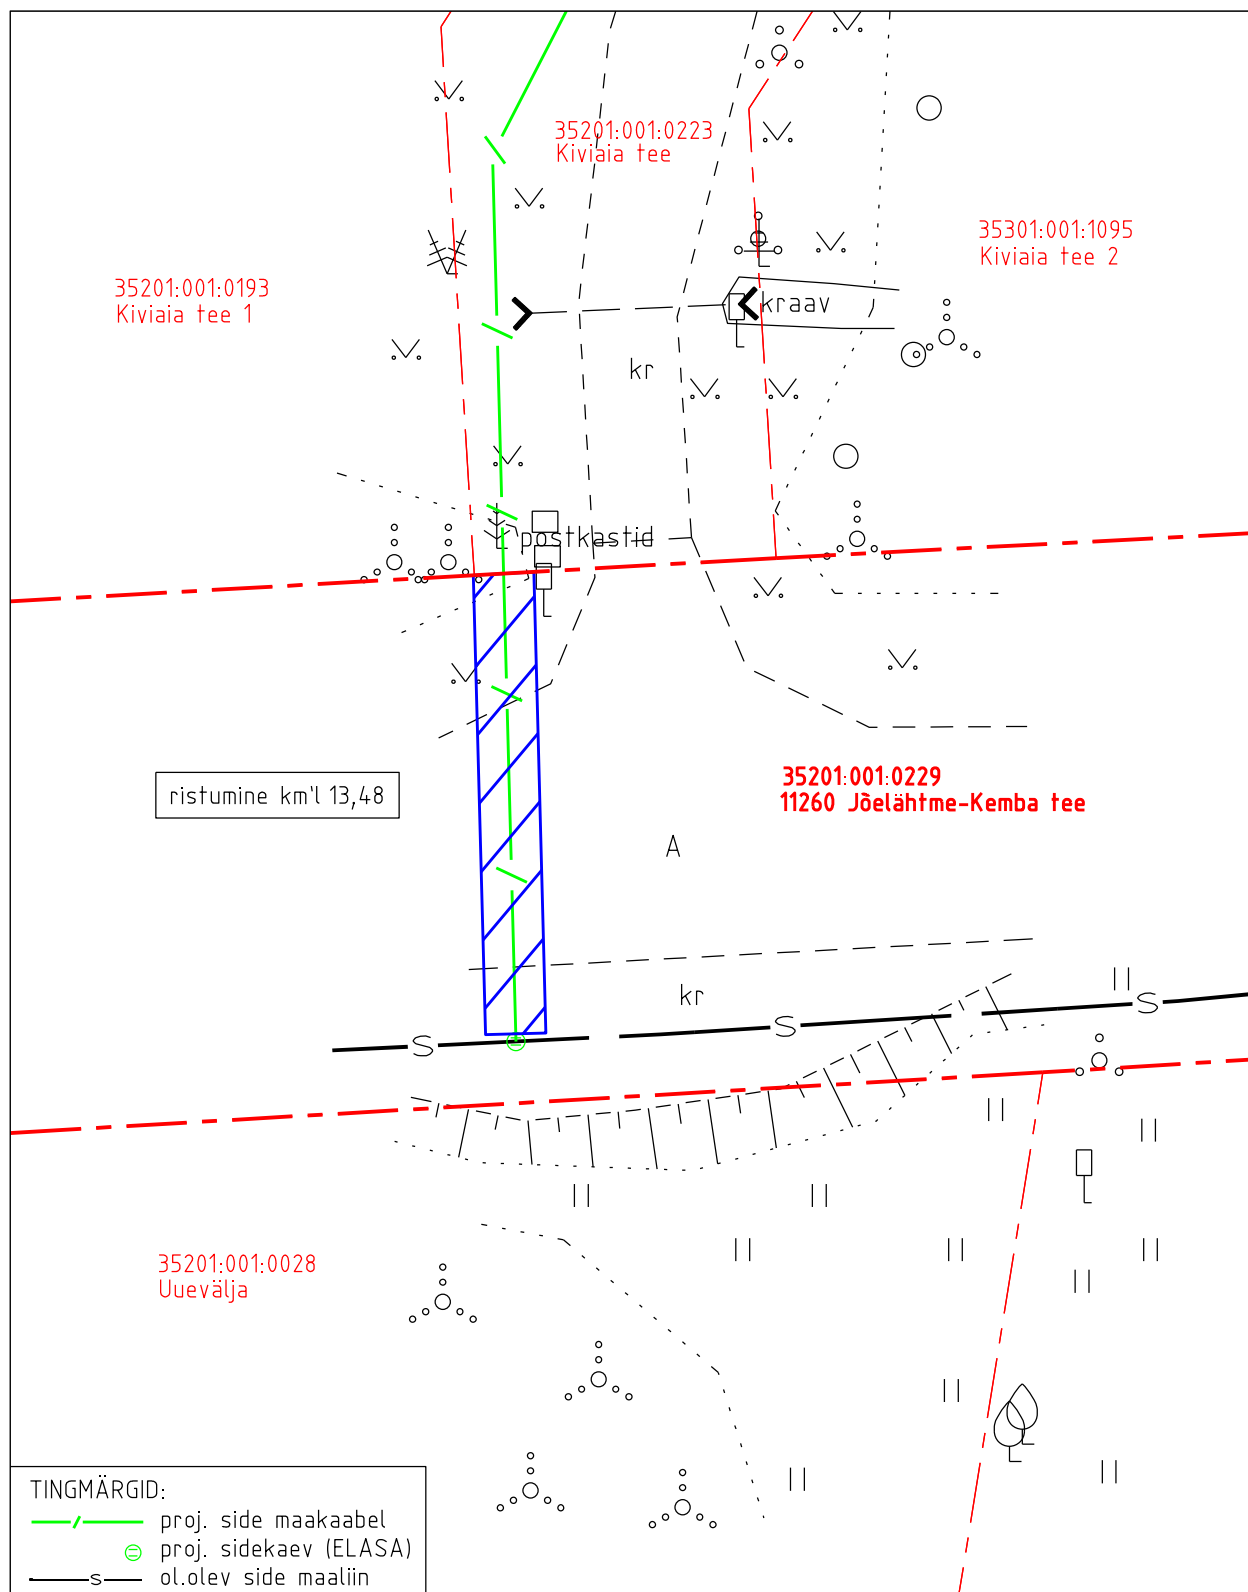 35201:001:0223
Kiviaia tee
35301:001:1095
Kiviaia tee 2
35201:001:0193
Kiviaia tee 1
kraav
kr
postkastid
35201:001:0229
11260 Jõelähtme-Kemba tee
ristumine km'l 13,48
A
kr
S
S
S
35201:001:0028
Uuevälja
TINGMÄRGID:
proj. side maakaabel
proj. sidekaev (ELASA)
S ol.olev side maaliin